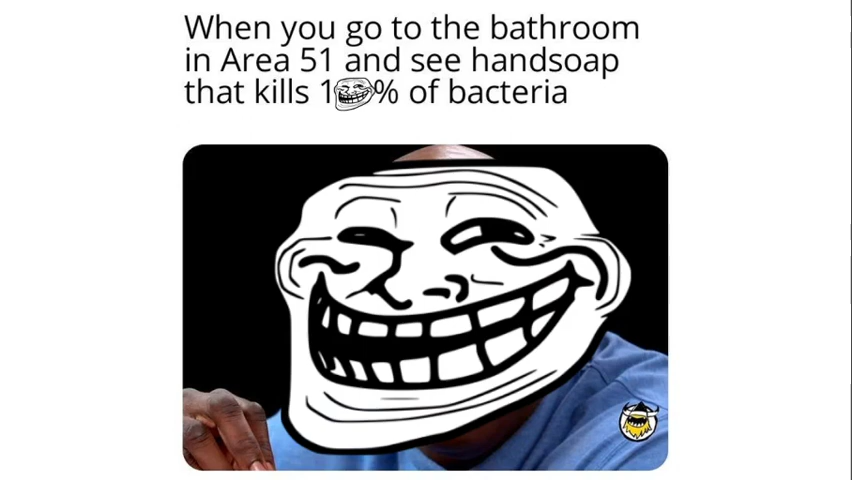 When you go to the bathroom
in Area 51 and see handsoap
that kills 1% of bacteria